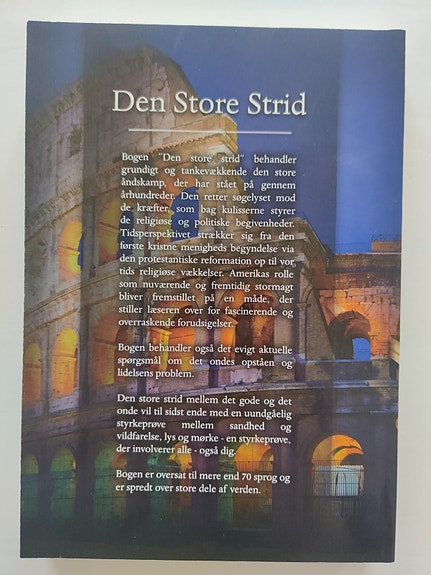 Den Store Strid
Bogen "Den store strid" behandler
grundigt og tankevækkende den store
åndskamp, der har stået på gennem
århundreder. Den retter søgelyset mod
de kræfter, som bag kulisserne styrer
de religiøse og politiske begivenheder.
Tidsperspektivet strækker sig fra den
første kristne menigheds begyndelse via
den protestantiske reformation op til vor
tids religiøse vækkelser. Amerikas rolle
som nuværende og fremtidig stormagt
bliver fremstillet på en måde, der
stiller læseren over for fascinerende og
overraskende forudsigelser.
Bogen behandler også det evigt aktuelle
spørgsmål om det ondes opståen og
lidelsens problem.
Den store strid mellem det gode og det
onde vil til sidst ende med en uundgåelig
styrkeprøve mellem sandhed og
vildfarelse, lys og mørke - en styrkeprøve,
der involverer alle - også dig.
Bogen er oversat til mere end 70 sprog og
er spredt over store dele af verden.